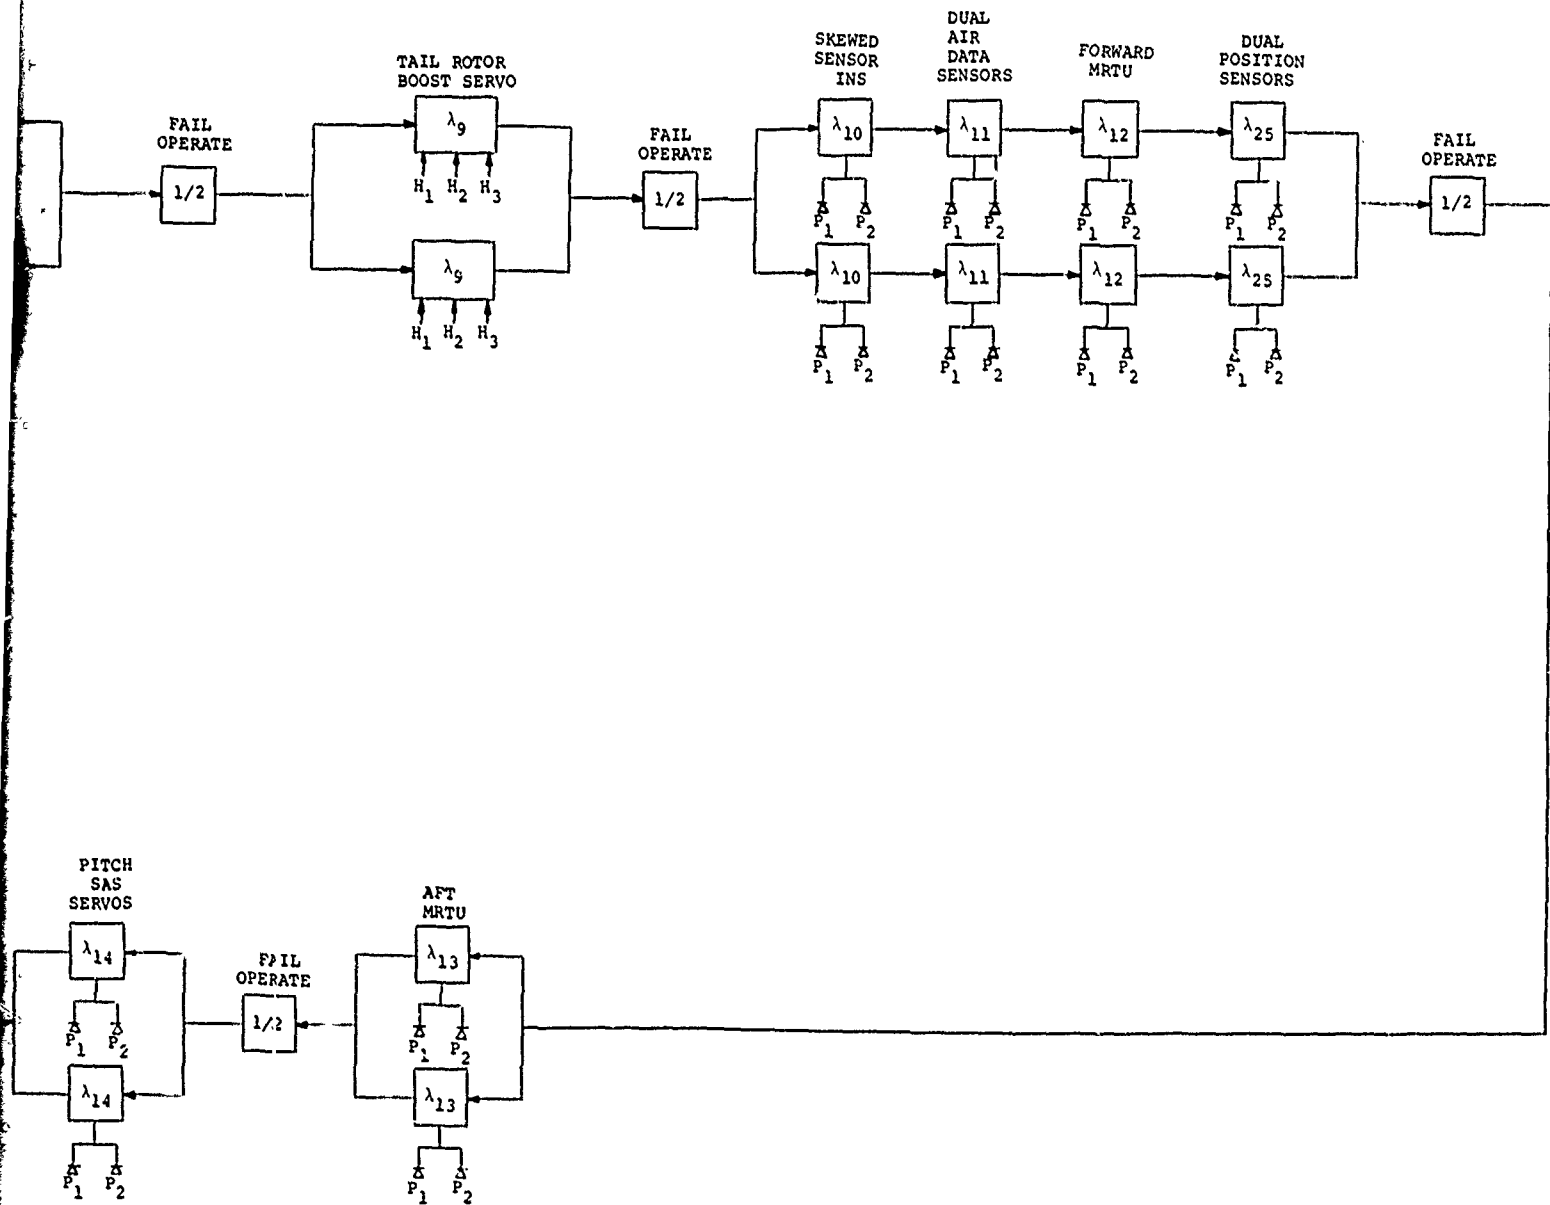 FAIL
OPERATE
1/2
TAIL ROTOR
BOOST SERVO
λ9
H1 H2 H3
λ9
H1 H2 H3
FAIL
OPERATE
1/2
SKEWED
SENSOR
INS
DUAL
AIR
DATA
SENSORS
FORWARD
MRTU
DUAL
POSITION
SENSORS
λ10 λ11 λ12 λ25
P1 P2 P1 P2 P1 P2 P1 P2
λ10 λ11 λ12 λ25
P1 P2 P1 P2 P1 P2 P1 P2
FAIL
OPERATE
1/2
PITCH
SAS
SERVOS
λ14
P1 P2
λ14
P1 P2
FAIL
OPERATE
1/2
AFT
MRTU
λ13
P1 P2
λ13
P1 P2